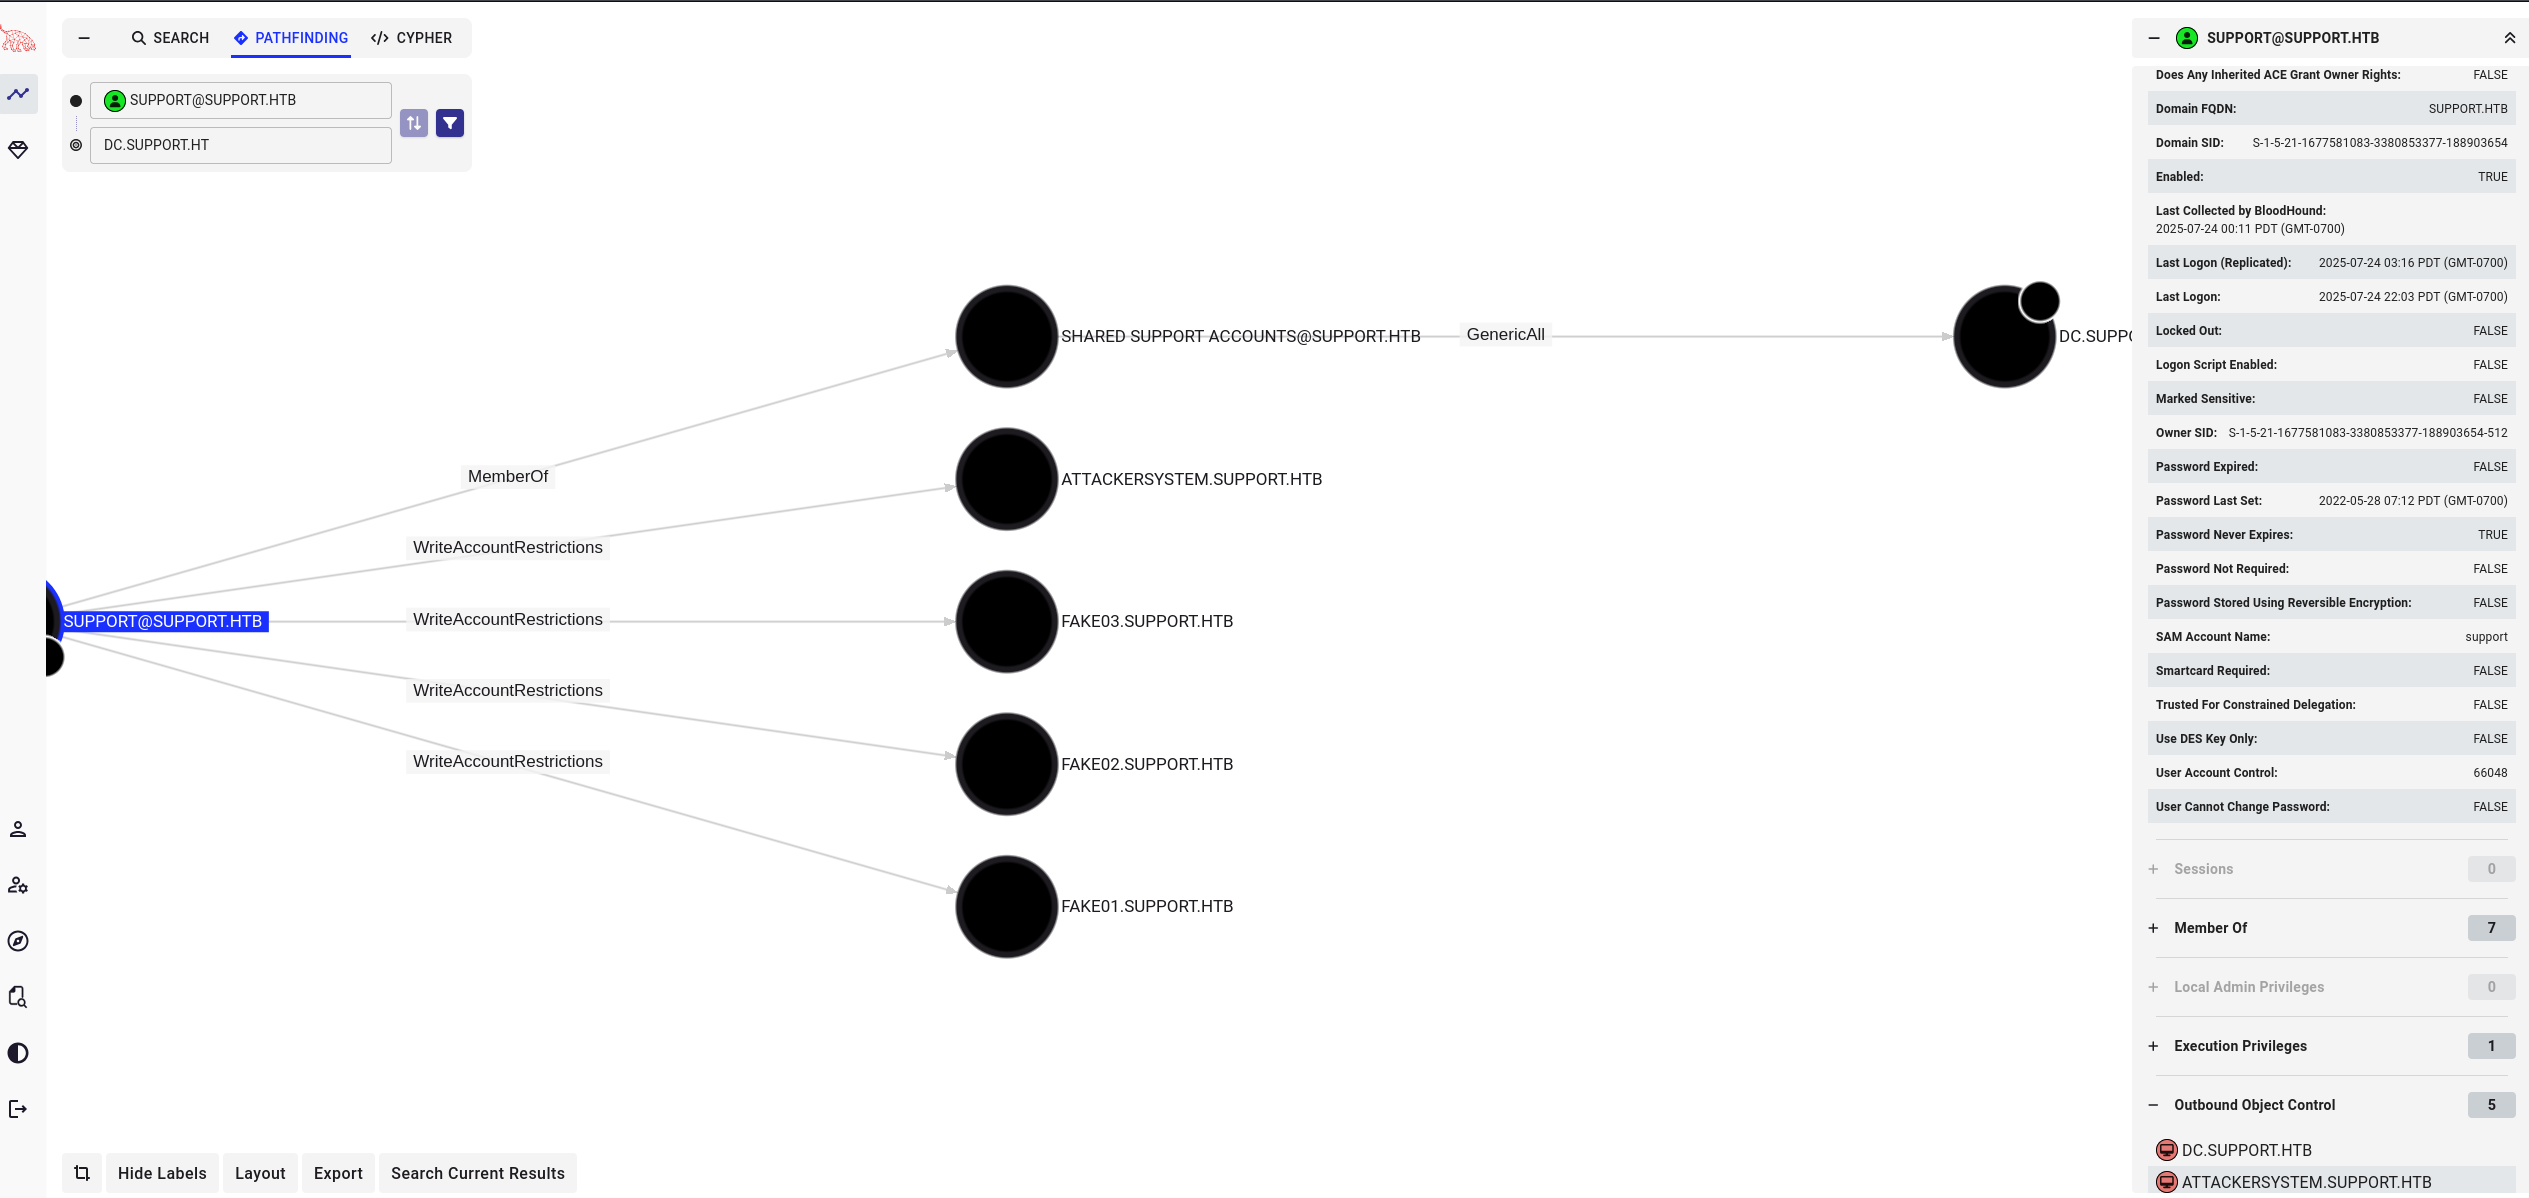 SEARCH
PATHFINDING
CYPHER
SUPPORT@SUPPORT.HTB
DC.SUPPORT.HT
SHARED SUPPORT ACCOUNTS@SUPPORT.HTB
GenericAll
DC.SUPPO
MemberOf
ATTACKERSYSTEM.SUPPORT.HTB
WriteAccountRestrictions
SUPPORT@SUPPORT.HTB
WriteAccountRestrictions
FAKE03.SUPPORT.HTB
WriteAccountRestrictions
FAKE02.SUPPORT.HTB
WriteAccountRestrictions
FAKE01.SUPPORT.HTB
Hide Labels
Layout
Export
Search Current Results
SUPPORT@SUPPORT.HTB
Does Any Inherited ACE Grant Owner Rights: FALSE
Domain FQDN: SUPPORT.HTB
Domain SID: S-1-5-21-1677581083-3380853377-188903654
Enabled: TRUE
Last Collected by BloodHound:
2025-07-24 00:11 PDT (GMT-0700)
Last Logon (Replicated): 2025-07-24 03:16 PDT (GMT-0700)
Last Logon: 2025-07-24 22:03 PDT (GMT-0700)
Locked Out: FALSE
Logon Script Enabled: FALSE
Marked Sensitive: FALSE
Owner SID: S-1-5-21-1677581083-3380853377-188903654-512
Password Expired: FALSE
Password Last Set: 2022-05-28 07:12 PDT (GMT-0700)
Password Never Expires: TRUE
Password Not Required: FALSE
Password Stored Using Reversible Encryption: FALSE
SAM Account Name: support
Smartcard Required: FALSE
Trusted For Constrained Delegation: FALSE
Use DES Key Only: FALSE
User Account Control: 66048
User Cannot Change Password: FALSE
Sessions 0
Member Of 7
Local Admin Privileges 0
Execution Privileges 1
Outbound Object Control 5
DC.SUPPORT.HTB
ATTACKERSYSTEM.SUPPORT.HTB